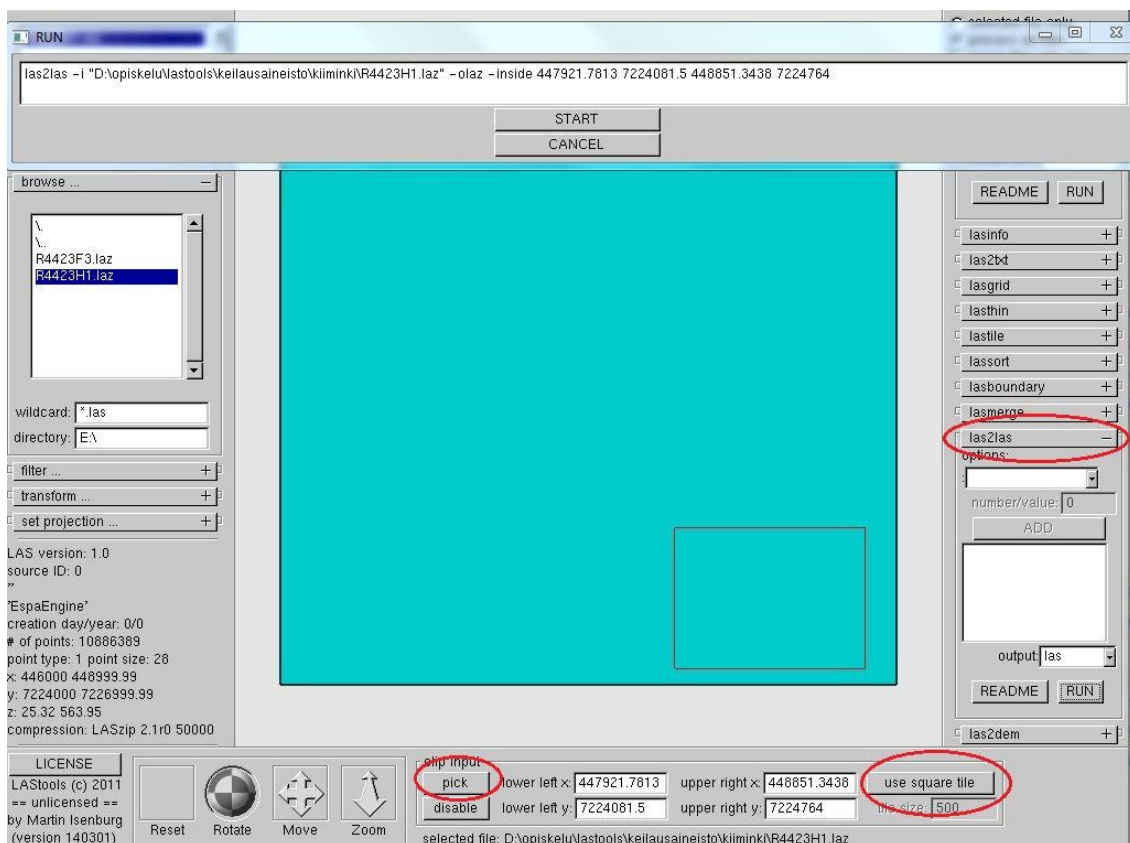 selected file only
RUN
las2las -i "D:\opiskelu\lastools\keilausaineisto\kiiminki\R4423H1.laz" -olaz -inside 447921.7813 7224081.5 448851.3438 7224764
START
CANCEL
browse ...
\.
\..
R4423F3.laz
R4423H1.laz
wildcard: *.las
directory: E:\
filter ...
transform ...
set projection ...
LAS version: 1.0
source ID: 0
''
'EspaEngine'
creation day/year: 0/0
# of points: 10886389
point type: 1 point size: 28
x: 446000 448999.99
y: 7224000 7226999.99
z: 25.32 563.95
compression: LASzip 2.1r0 50000
README RUN
lasinfo
las2txt
lasgrid
lasthin
lastile
lassort
lasboundary
lasmerge
las2las
options:
:
number/value: 0
ADD
output: las
README RUN
las2dem
LICENSE
LAStools (c) 2011
== unlicensed ==
by Martin Isenburg
(version 140301)
Reset Rotate Move Zoom
clip input
pick lower left x: 447921.7813 upper right x: 448851.3438 use square tile
disable lower left y: 7224081.5 upper right y: 7224764 tile size: 500
selected file: D:\opiskelu\lastools\keilausaineisto\kiiminki\R4423H1.laz